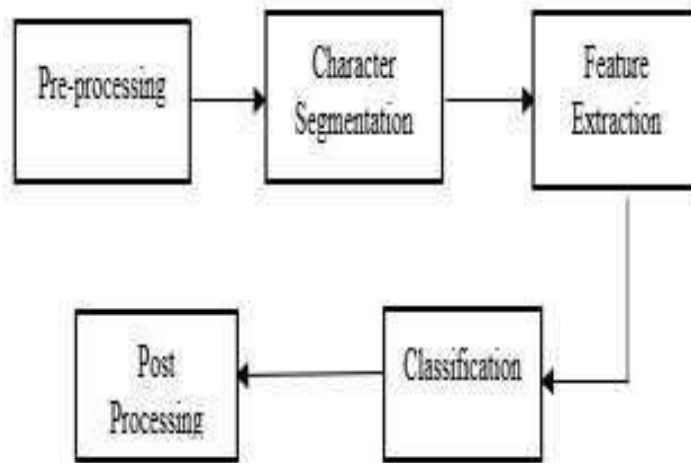 Pre-processing
Character
Segmentation
Feature
Extraction
Classification
Post
Processing